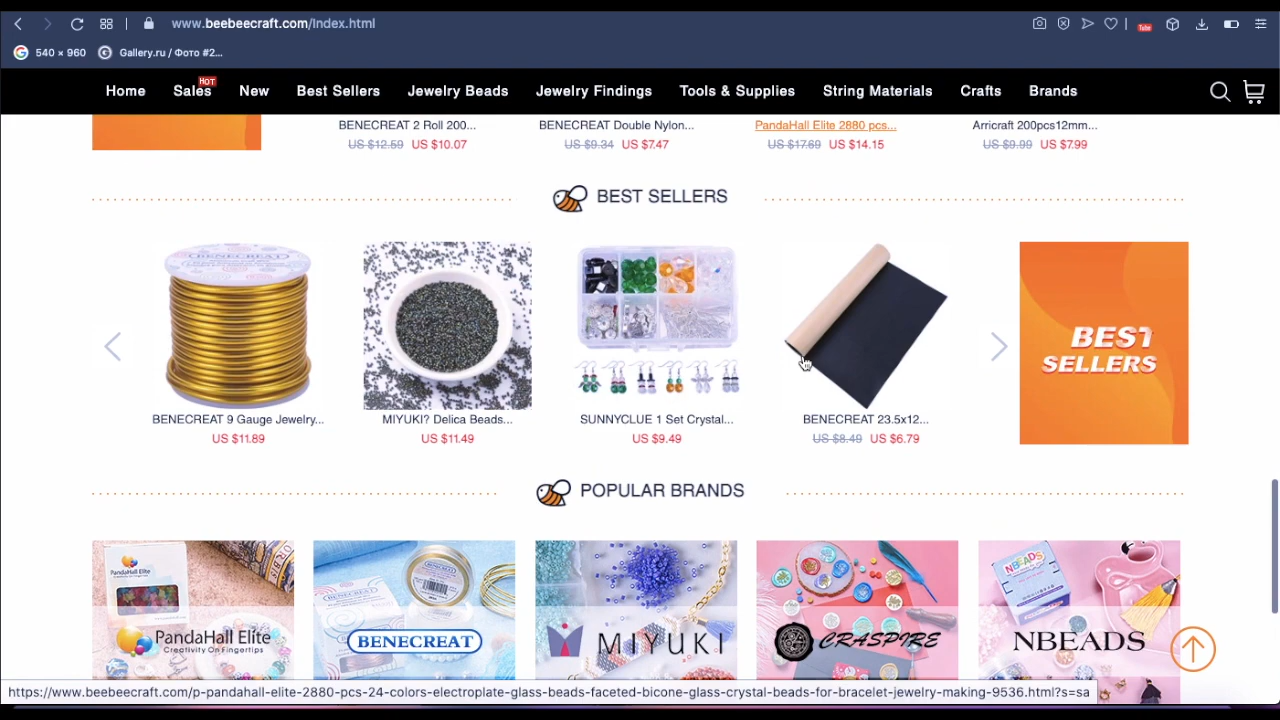 www.beebeecraft.com/Index.html
Tube
540 × 960
Gallery.ru / Фото #2...
Home
Sales
HOT
New
Best Sellers
Jewelry Beads
Jewelry Findings
Tools & Supplies
String Materials
Crafts
Brands
BENECREAT 2 Roll 200...
BENECREAT Double Nylon...
PandaHall Elite 2880 pcs...
Arricraft 200pcs12mm...
US $12.59 US $10.07
US $9.34 US $7.47
US $17.69 US $14.15
US $9.99 US $7.99
BEST SELLERS
BENECREAT
BEST
SELLERS
BENECREAT 9 Gauge Jewelry...
MIYUKI? Delica Beads...
SUNNYCLUE 1 Set Crystal...
BENECREAT 23.5x12...
US $11.89
US $11.49
US $9.49
US $8.49 US $6.79
POPULAR BRANDS
PandaHall Elite
NBEADS
PandaHall Elite
Creativity On Fingertips
BENECREAT
MIYUKI
CRASPIRE
NBEADS
https://www.beebeecraft.com/p-pandahall-elite-2880-pcs-24-colors-electroplate-glass-beads-faceted-bicone-glass-crystal-beads-for-bracelet-jewelry-making-9536.html?s=sa